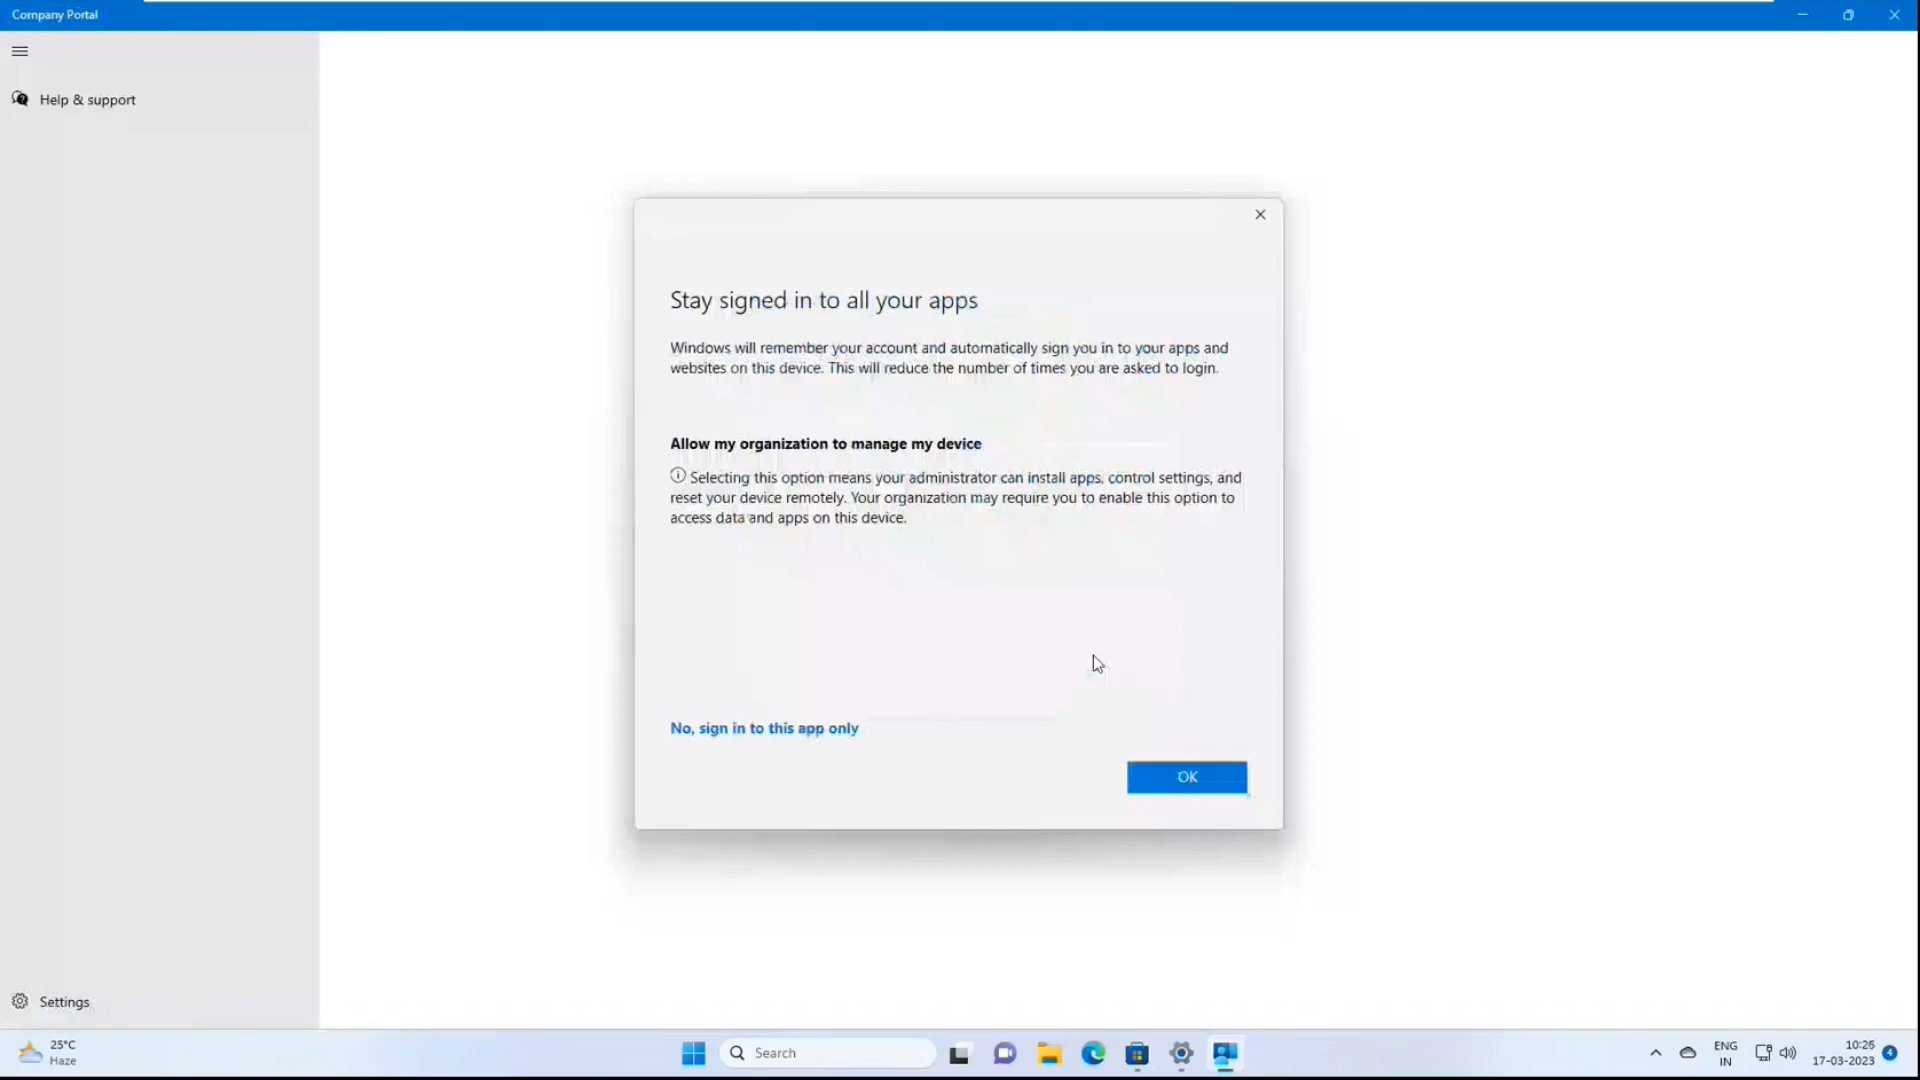 Company Portal
Help & support
Stay signed in to all your apps
Windows will remember your account and automatically sign you in to your apps and
websites on this device. This will reduce the number of times you are asked to login.
Allow my organization to manage my device
Selecting this option means your administrator can install apps, control settings, and
reset your device remotely. Your organization may require you to enable this option to
access data and apps on this device.
No, sign in to this app only
OK
Settings
25°C
Haze
Search
ENG
IN
10:26
17-03-2023
4